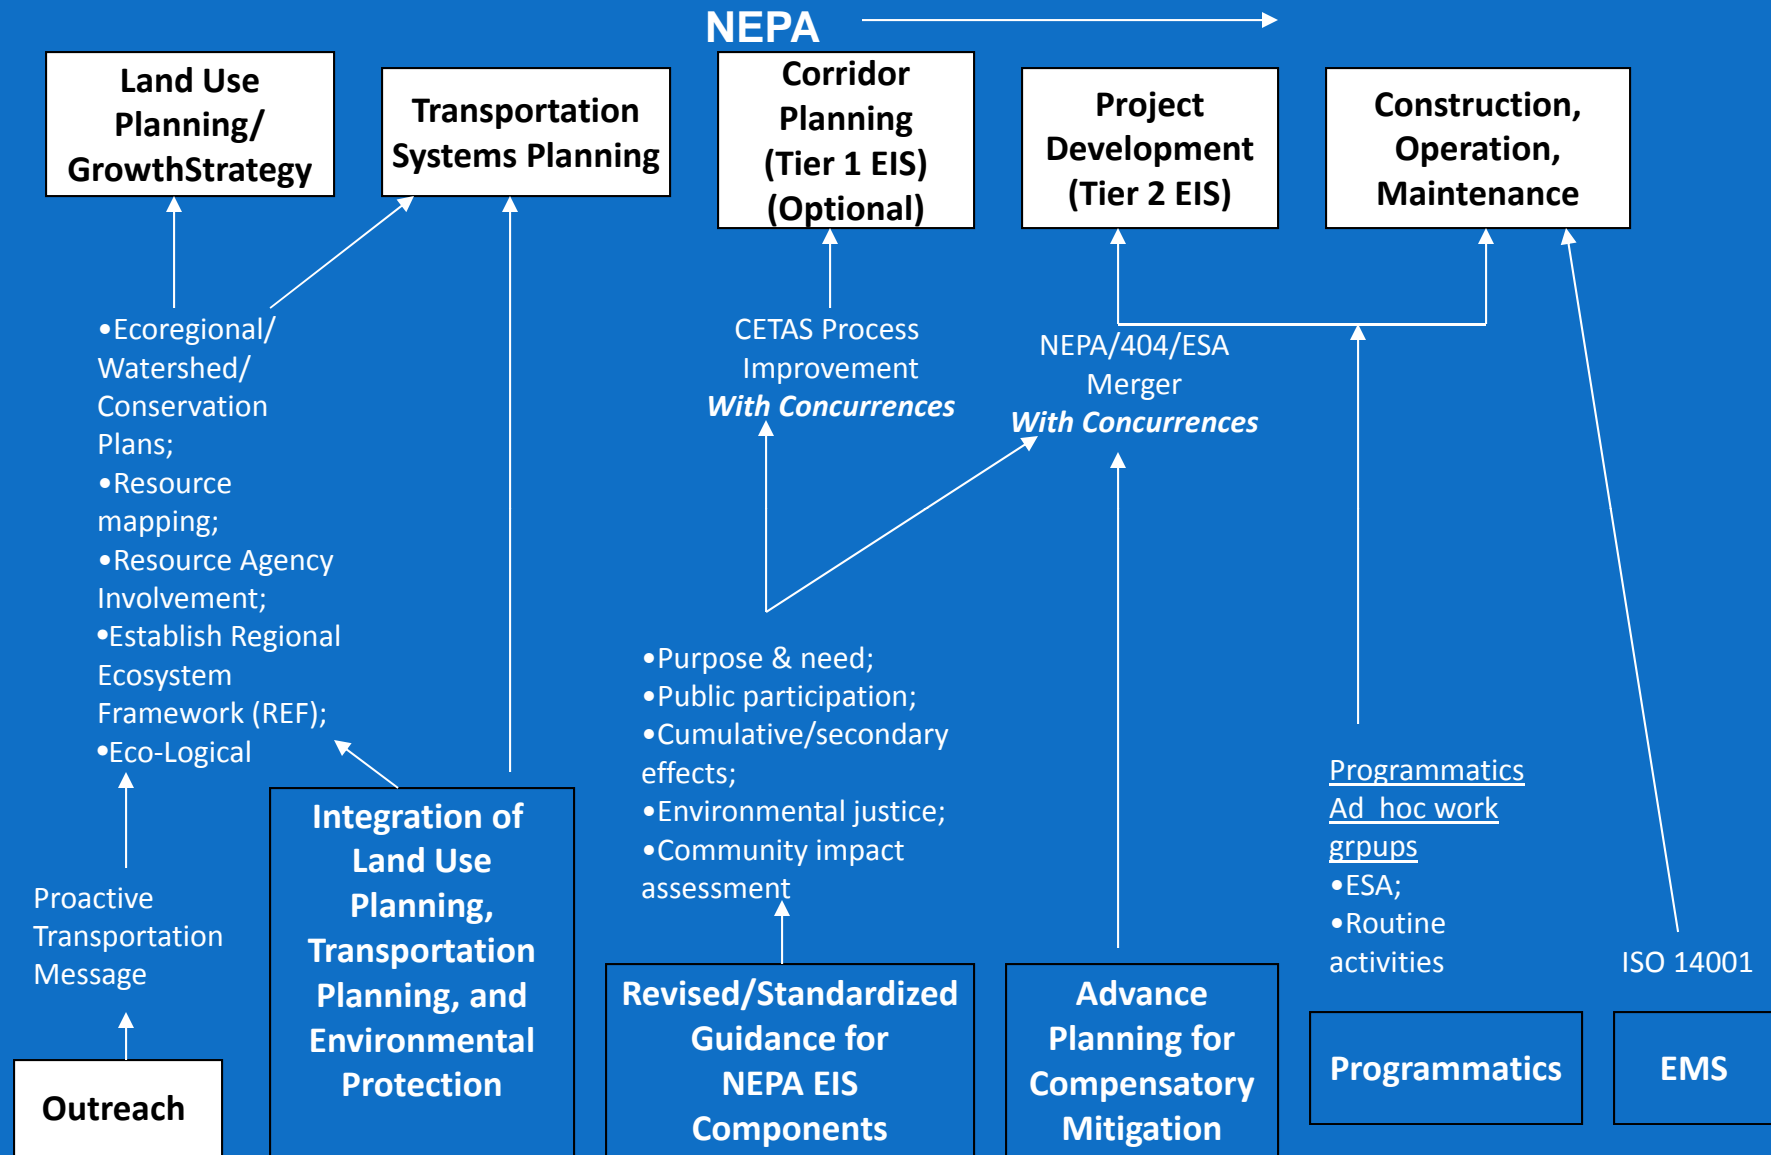 NEPA
Land Use
Planning/
GrowthStrategy
Transportation
Systems Planning
Corridor
Planning
(Tier 1 EIS)
(Optional)
Project
Development
(Tier 2 EIS)
Construction,
Operation,
Maintenance
•Ecoregional/
Watershed/
Conservation
Plans;
•Resource
mapping;
•Resource Agency
Involvement;
•Establish Regional
Ecosystem
Framework (REF);
•Eco-Logical
CETAS Process
Improvement
With Concurrences
NEPA/404/ESA
Merger
With Concurrences
•Purpose & need;
•Public participation;
•Cumulative/secondary
effects;
•Environmental justice;
•Community impact
assessment
Programmatics
Ad hoc work
grpups
•ESA;
•Routine
activities
ISO 14001
Proactive
Transportation
Message
Outreach
Integration of
Land Use
Planning,
Transportation
Planning, and
Environmental
Protection
Revised/Standardized
Guidance for
NEPA EIS
Components
Advance
Planning for
Compensatory
Mitigation
Programmatics
EMS